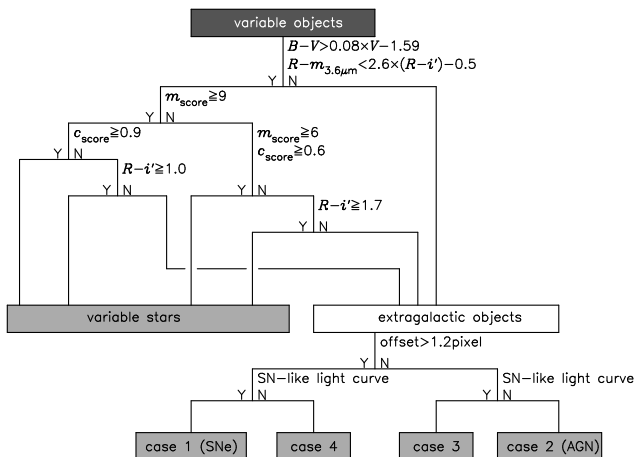 variable objects
B−V>0.08×V−1.59
R−m3.6μm<2.6×(R−i′)−0.5
Y N
mscore≧9
Y N
cscore≧0.9
mscore≧6
cscore≧0.6
Y N
R−i′≧1.0
Y N
Y N
R−i′≧1.7
Y N
variable stars
extragalactic objects
offset>1.2pixel
Y N
SN−like light curve
SN−like light curve
Y N
Y N
case 1 (SNe)
case 4
case 3
case 2 (AGN)